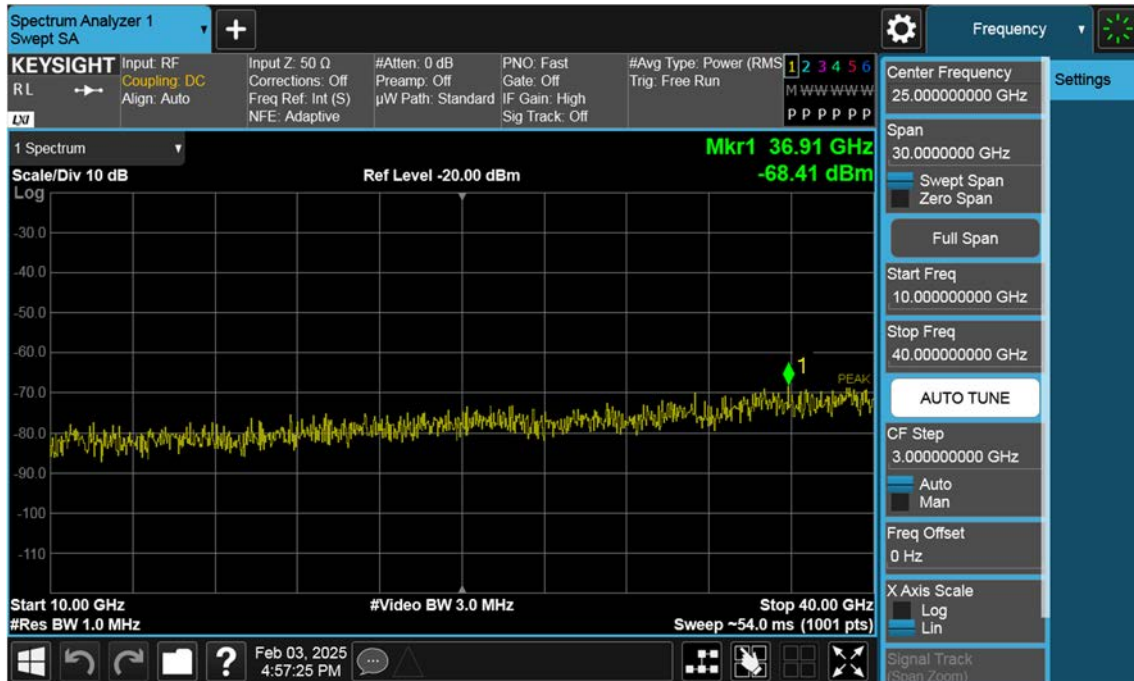 Spectrum Analyzer 1
Swept SA
+
Frequency
KEYSIGHT
RL
LXI
Input: RF
Coupling: DC
Align: Auto
Input Z: 50 Ω
Corrections: Off
Freq Ref: Int (S)
NFE: Adaptive
#Atten: 0 dB
Preamp: Off
µW Path: Standard
PNO: Fast
Gate: Off
IF Gain: High
Sig Track: Off
#Avg Type: Power (RMS
Trig: Free Run
1 2 3 4 5 6
M W W W W W
P P P P P P
1 Spectrum
Mkr1 36.91 GHz
-68.41 dBm
Scale/Div 10 dB
Ref Level -20.00 dBm
Log
-30.0
-40.0
-50.0
-60.0
-70.0
-80.0
-90.0
-100
-110
1
PEAK
Start 10.00 GHz
#Video BW 3.0 MHz
Stop 40.00 GHz
#Res BW 1.0 MHz
Sweep ~54.0 ms (1001 pts)
Center Frequency
25.000000000 GHz
Span
30.0000000 GHz
Swept Span
Zero Span
Full Span
Start Freq
10.000000000 GHz
Stop Freq
40.000000000 GHz
AUTO TUNE
CF Step
3.000000000 GHz
Auto
Man
Freq Offset
0 Hz
X Axis Scale
Log
Lin
Signal Track
(Span Zoom)
Settings
?
Feb 03, 2025
4:57:25 PM